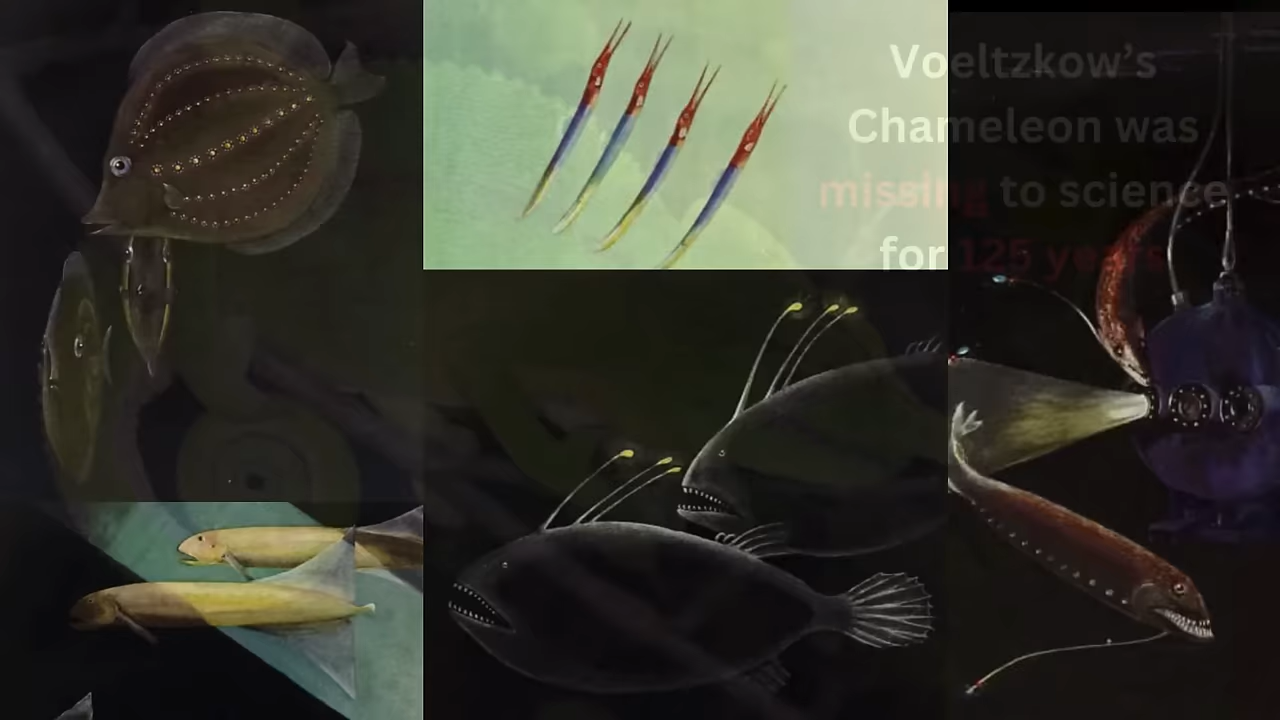 Voeltzkow’s
Chameleon was
missing to science
for 125 years